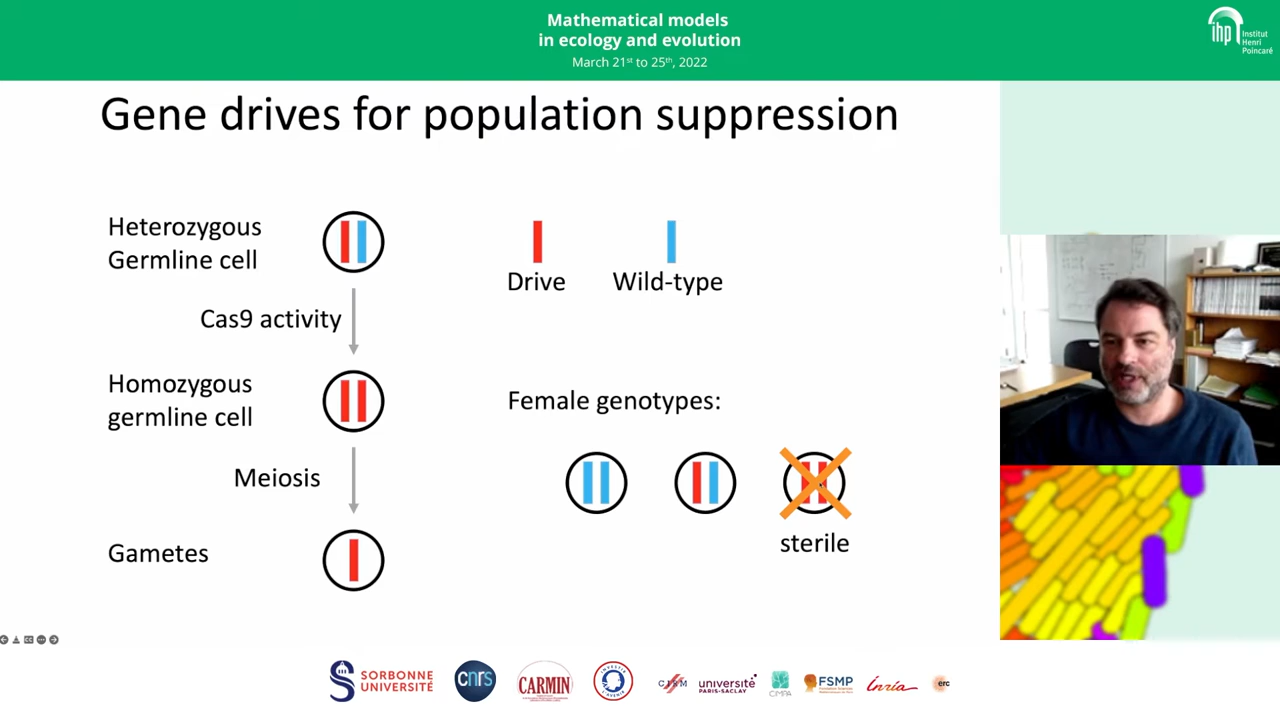 Mathematical models
in ecology and evolution
March 21st to 25th, 2022
ihp
Institut
Henri
Poincaré
Gene drives for population suppression
Heterozygous
Germline cell
Drive
Wild-type
Cas9 activity
Homozygous
germline cell
Female genotypes:
Meiosis
sterile
Gametes
SORBONNE
UNIVERSITÉ
cnrs
CARMIN
université
PARIS-SACLAY
CIMPA
FSMP
Inria
erc